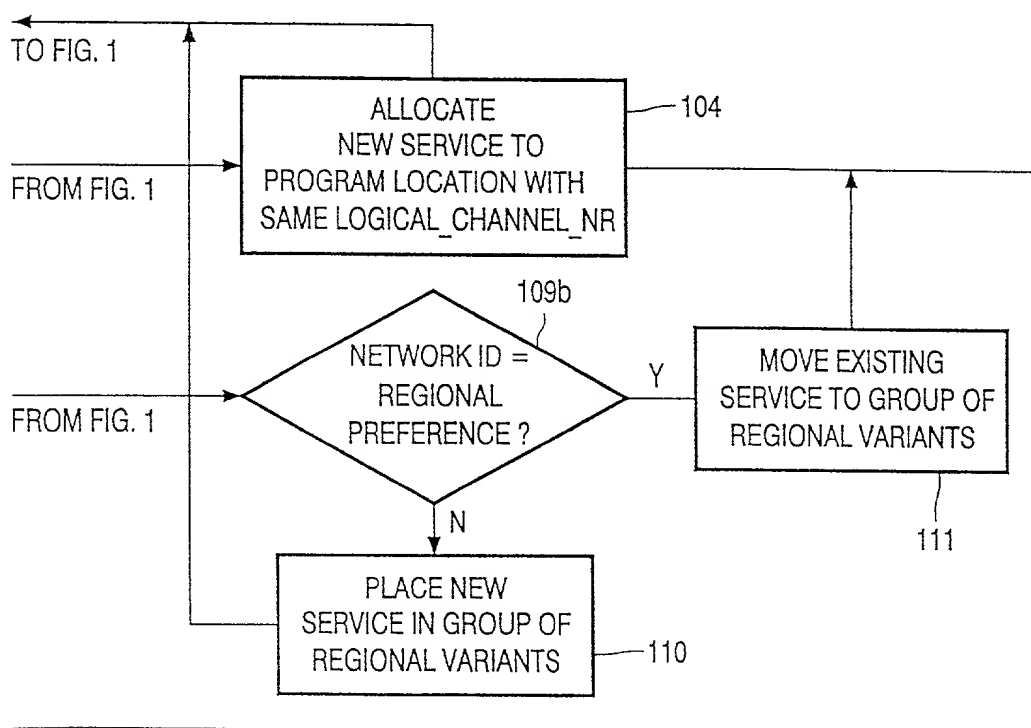 TO FIG. 1
ALLOCATE
NEW SERVICE TO
PROGRAM LOCATION WITH
SAME LOGICAL_CHANNEL_NR
104
FROM FIG. 1
109b
NETWORK ID =
REGIONAL
PREFERENCE ?
Y
FROM FIG. 1
MOVE EXISTING
SERVICE TO GROUP OF
REGIONAL VARIANTS
111
N
PLACE NEW
SERVICE IN GROUP OF
REGIONAL VARIANTS
110